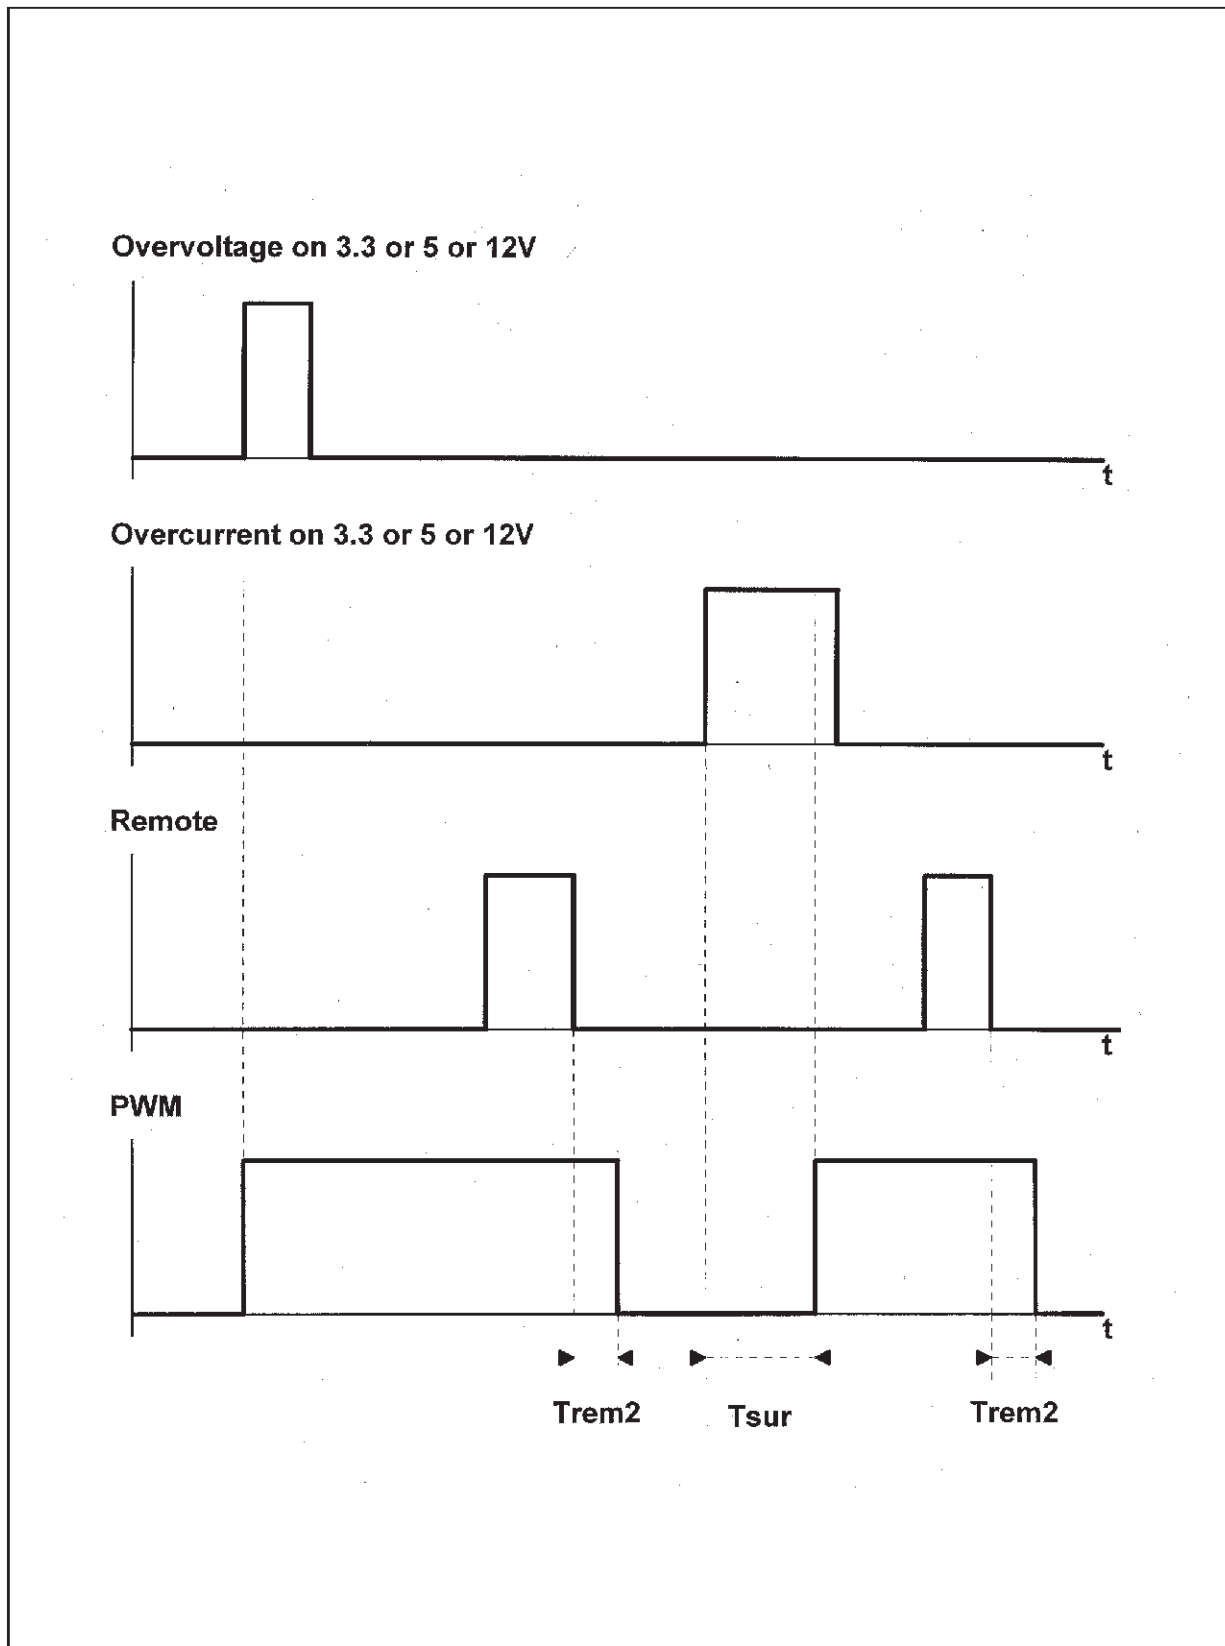 Overvoltage on 3.3 or 5 or 12V
t
Overcurrent on 3.3 or 5 or 12V
t
Remote
t
PWM
t
Trem2 Tsur Trem2